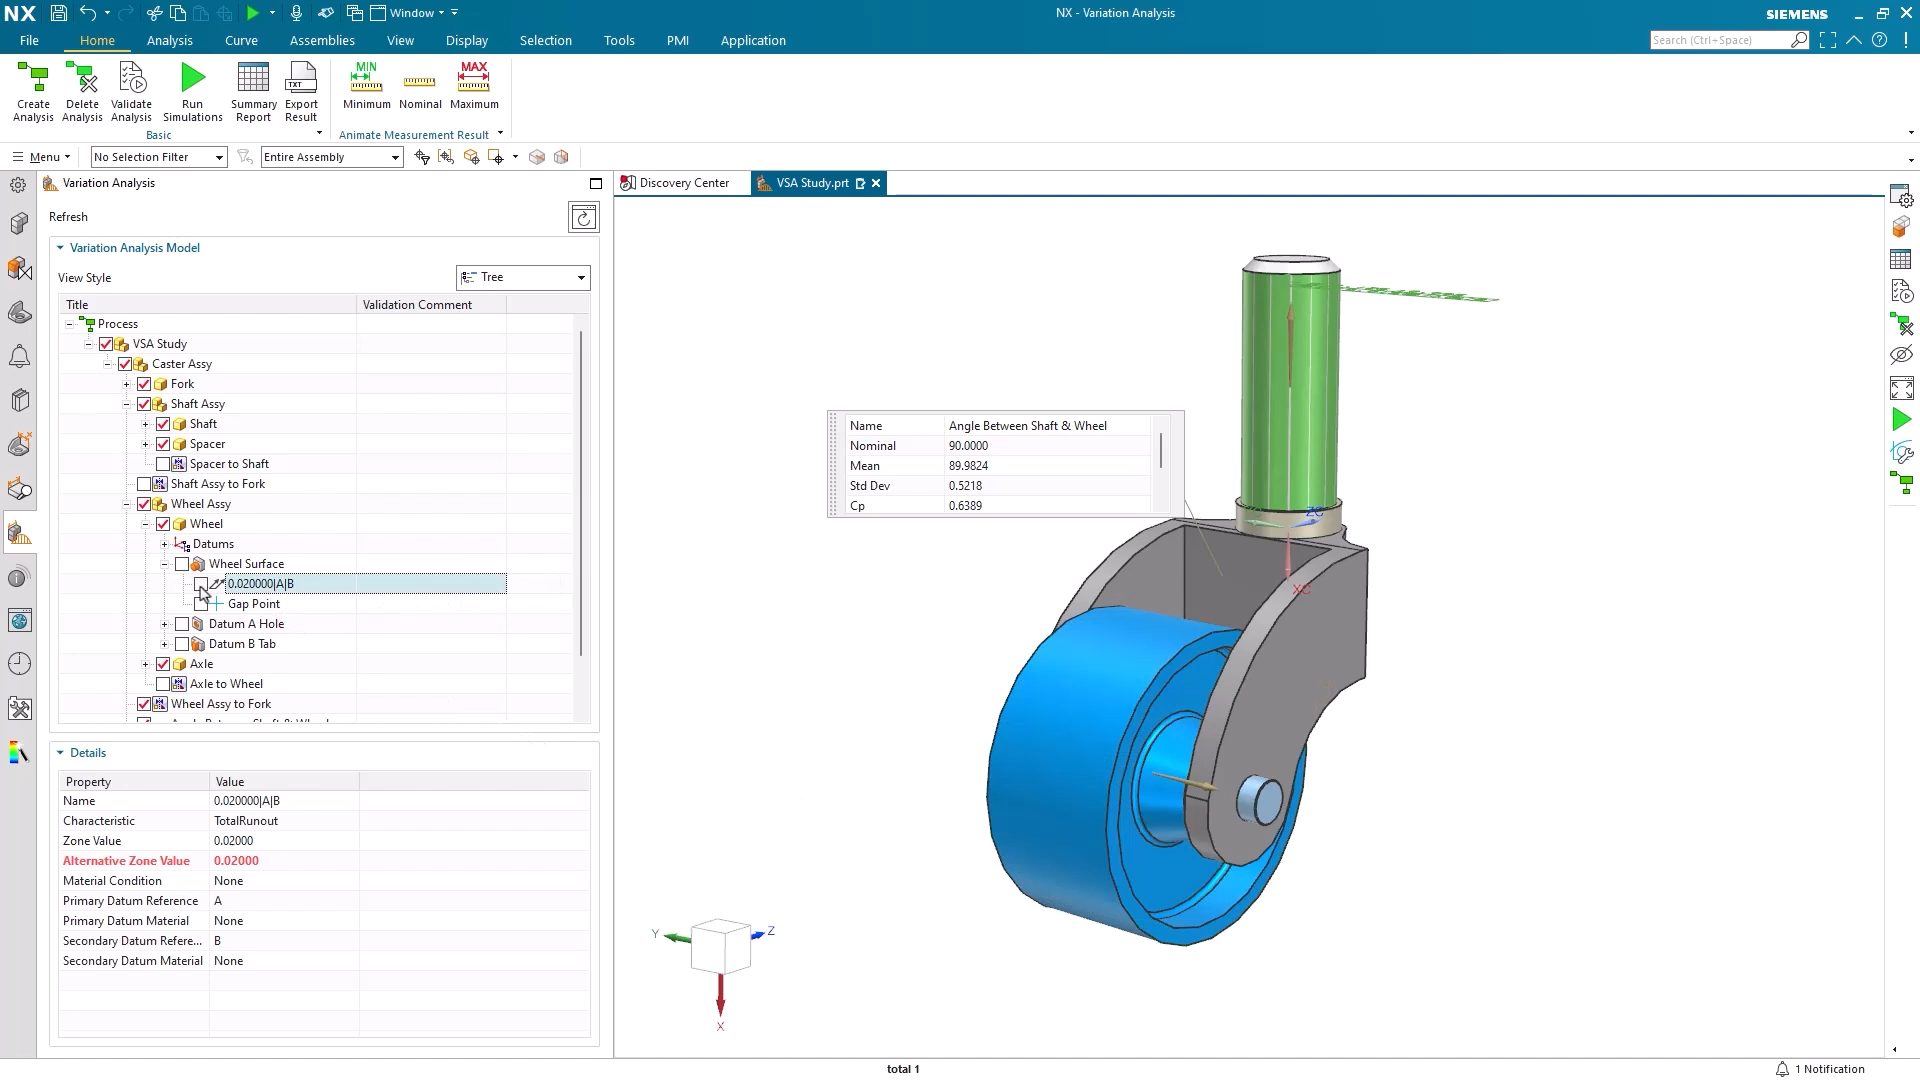 NX
Window
NX - Variation Analysis
SIEMENS
File
Home
Analysis
Curve
Assemblies
View
Display
Selection
Tools
PMI
Application
Search (Ctrl+Space)
Create Analysis
Delete Analysis
Validate Analysis
Run Simulations
Summary Report
TXT
Export Result
MIN
Minimum
Nominal
MAX
Maximum
Basic
Animate Measurement Result
Menu
No Selection Filter
Entire Assembly
Variation Analysis
Discovery Center
VSA Study.prt
Refresh
Variation Analysis Model
View Style
Tree
Title
Validation Comment
Process
VSA Study
Caster Assy
Fork
Shaft Assy
Shaft
Spacer
Spacer to Shaft
Shaft Assy to Fork
Wheel Assy
Wheel
Datums
Wheel Surface
0.020000|A|B
Gap Point
Datum A Hole
Datum B Tab
Axle
Axle to Wheel
Wheel Assy to Fork
Details
Property Value
Name 0.020000|A|B
Characteristic TotalRunout
Zone Value 0.02000
Alternative Zone Value 0.02000
Material Condition None
Primary Datum Reference A
Primary Datum Material None
Secondary Datum Refere... B
Secondary Datum Material None
Name Angle Between Shaft & Wheel
Nominal 90.0000
Mean 89.9824
Std Dev 0.5218
Cp 0.6389
ZC
XC
Y
Z
X
total 1
1 Notification